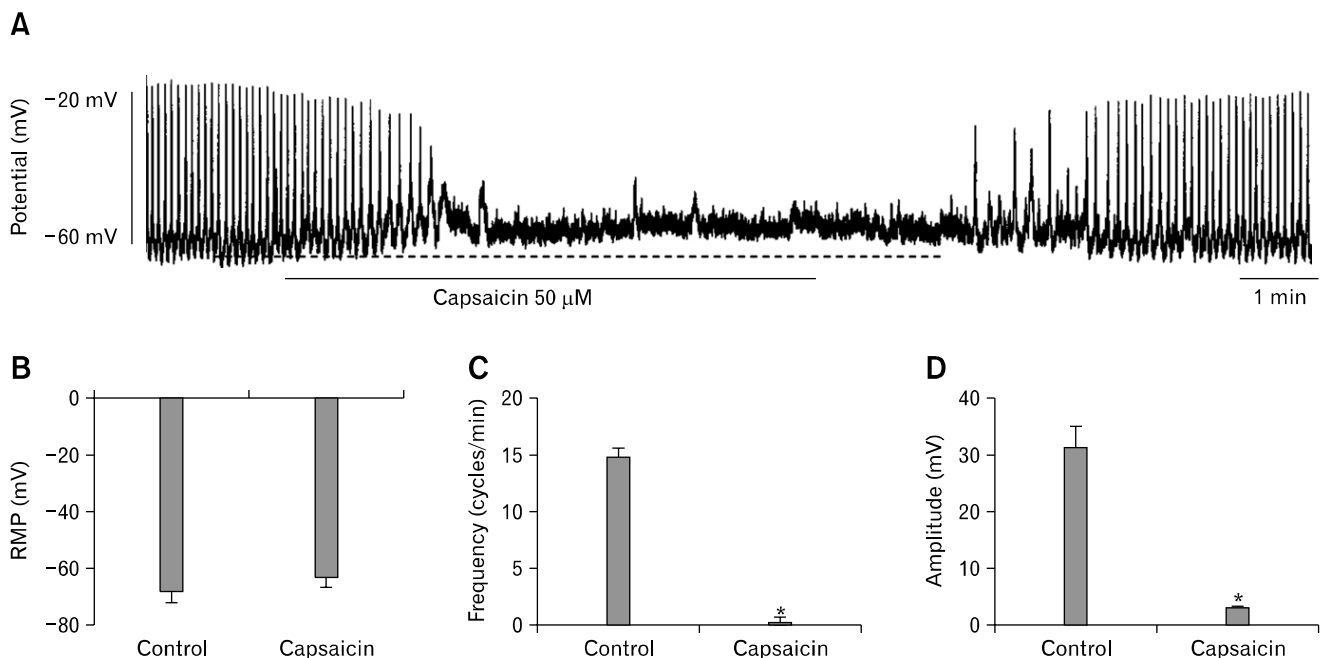 A
Potential (mV)
−20 mV
−60 mV
Capsaicin 50 μM
1 min
B
RMP (mV)
0
−20
−40
−60
−80
Control Capsaicin
C
Frequency (cycles/min)
20
15
10
5
0
*
Control Capsaicin
D
Amplitude (mV)
40
30
20
10
0
*
Control Capsaicin